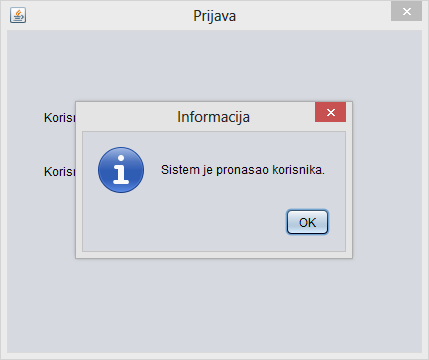 Prijava
Informacija
Sistem je pronasao korisnika.
OK